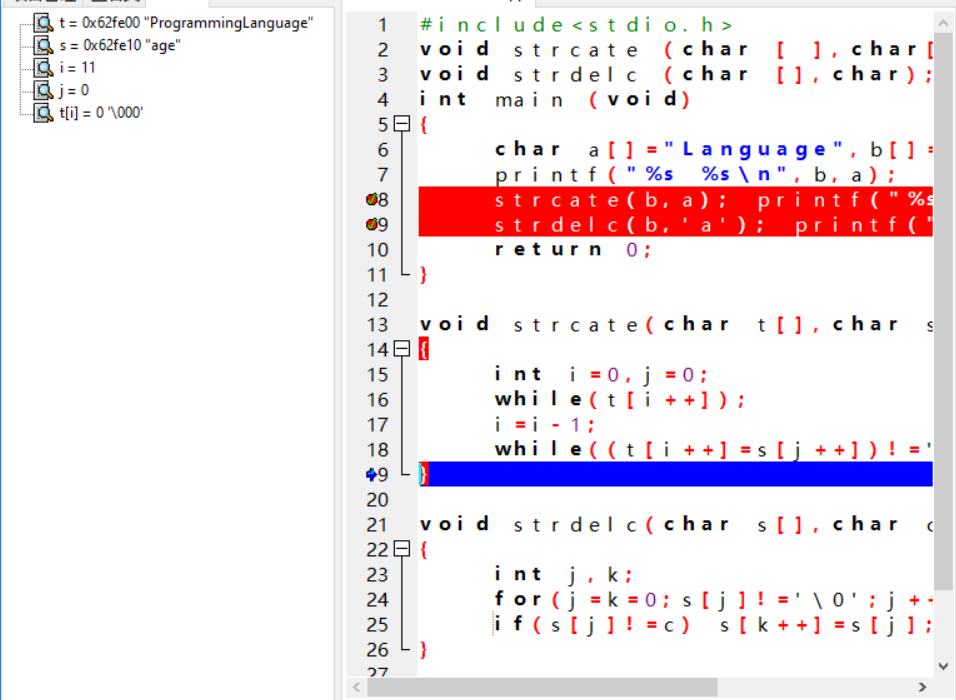 t = 0x62fe00 "ProgrammingLanguage"
s = 0x62fe10 "age"
i = 11
j = 0
t[i] = 0 '\000'
1 #include<stdio.h>
2 void strcate (char [ ],char[
3 void strdelc (char [],char);
4 int main (void)
5 {
6 char a[]="Language", b[]=
7 printf("%s %s\n", b, a);
8 strcate(b, a); printf("%s
9 strdelc(b,'a'); printf("
10 return 0;
11 }
12
13 void strcate(char t[],char s
14 {
15 int i=0, j=0;
16 while(t[i++]);
17 i=i-1;
18 while((t[i++]=s[j++])!='
9 }
20
21 void strdelc(char s[],char c
22 {
23 int j,k;
24 for(j=k=0;s[j]!='\0';j+
25 if(s[j]!=c) s[k++]=s[j];
26 }
27